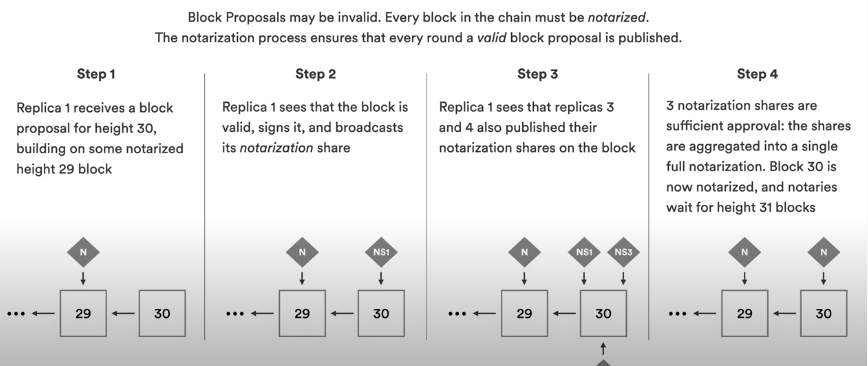 Block Proposals may be invalid. Every block in the chain must be notarized.
The notarization process ensures that every round a valid block proposal is published.
Step 1
Replica 1 receives a block
proposal for height 30,
building on some notarized
height 29 block
N
••• 29 30
Step 2
Replica 1 sees that the block is
valid, signs it, and broadcasts
its notarization share
N NS1
••• 29 30
Step 3
Replica 1 sees that replicas 3
and 4 also published their
notarization shares on the block
N NS1 NS3
••• 29 30
Step 4
3 notarization shares are
sufficient approval: the shares
are aggregated into a single
full notarization. Block 30 is
now notarized, and notaries
wait for height 31 blocks
N N
••• 29 30